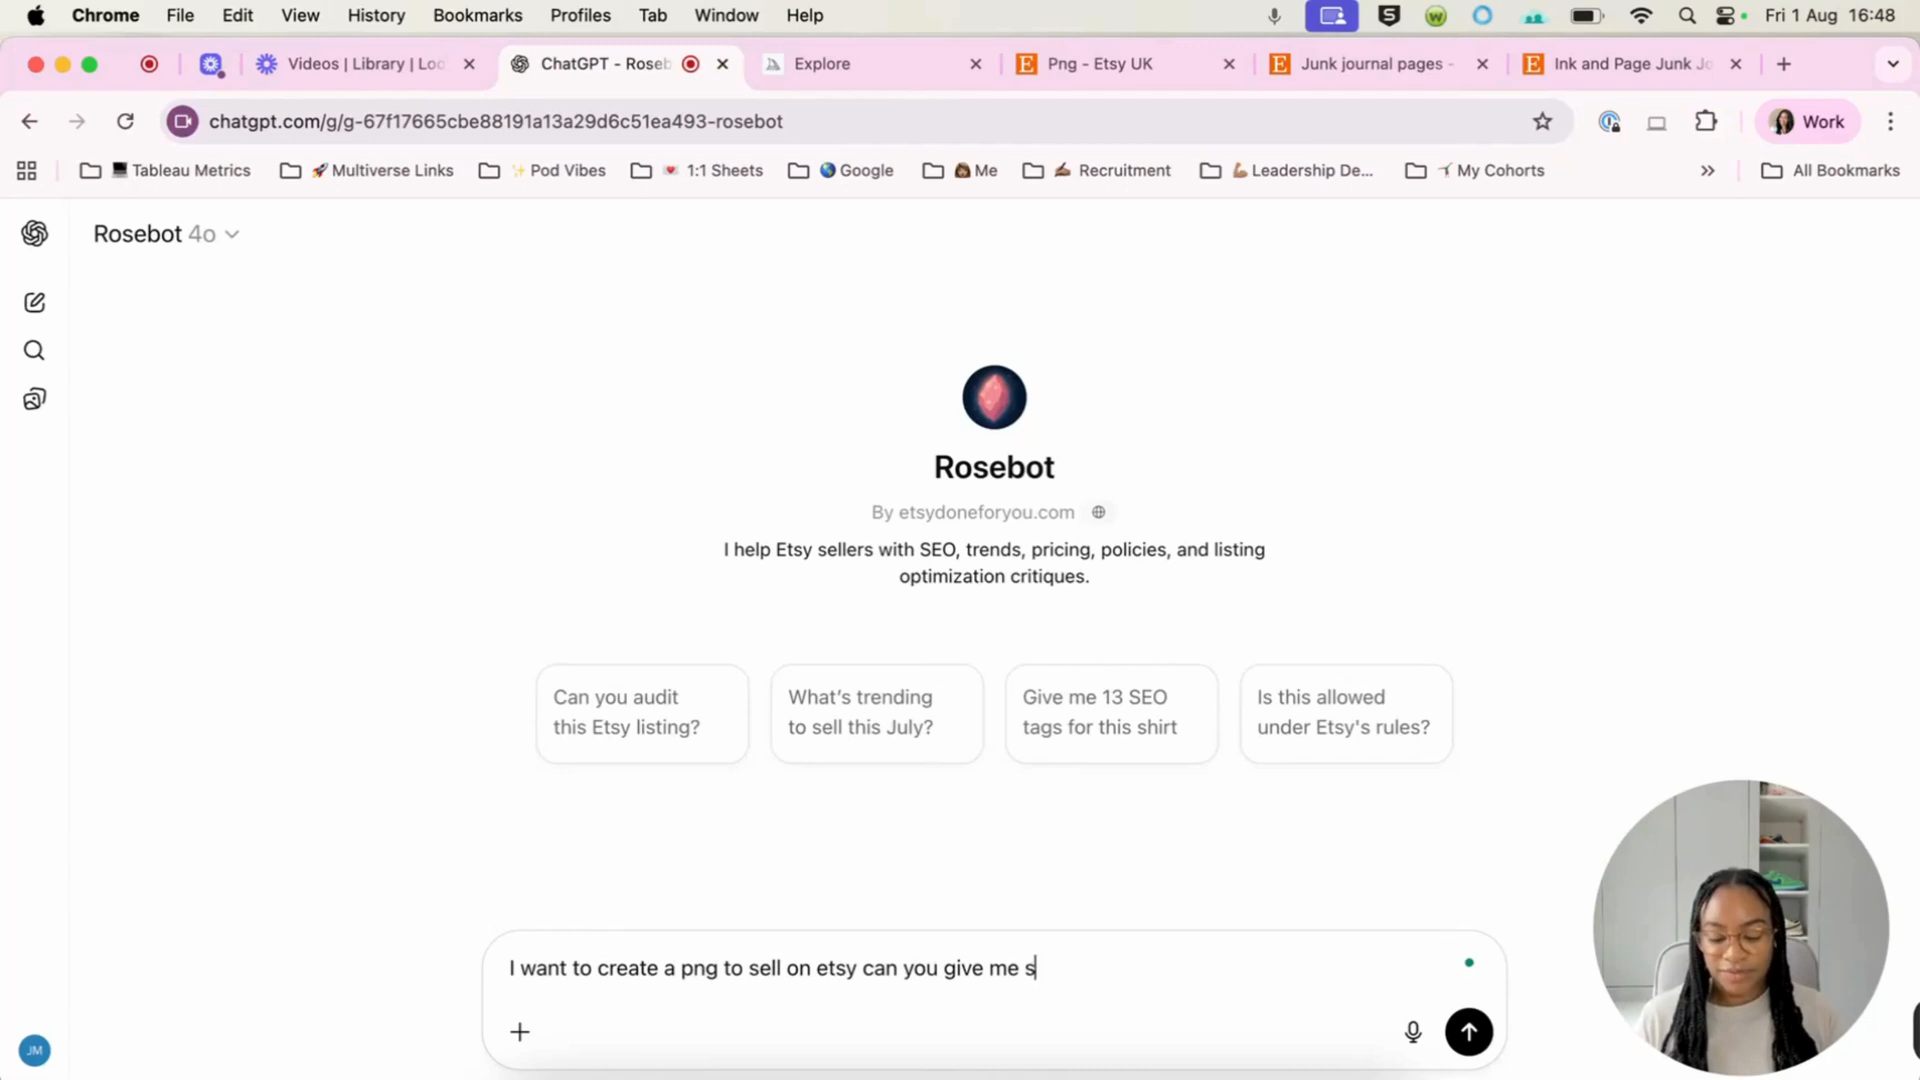 Chrome File Edit View History Bookmarks Profiles Tab Window Help Fri 1 Aug 16:48
Videos | Library | Loo ChatGPT - Roseb Explore Png - Etsy UK Junk journal pages - Ink and Page Junk Jo
chatgpt.com/g/g-67f17665cbe88191a13a29d6c51ea493-rosebot Work
Tableau Metrics Multiverse Links Pod Vibes 1:1 Sheets Google Me Recruitment Leadership De... My Cohorts » All Bookmarks
Rosebot 4o
Rosebot
By etsydoneforyou.com
I help Etsy sellers with SEO, trends, pricing, policies, and listing
optimization critiques.
Can you audit
this Etsy listing?
What's trending
to sell this July?
Give me 13 SEO
tags for this shirt
Is this allowed
under Etsy's rules?
I want to create a png to sell on etsy can you give me s
JM